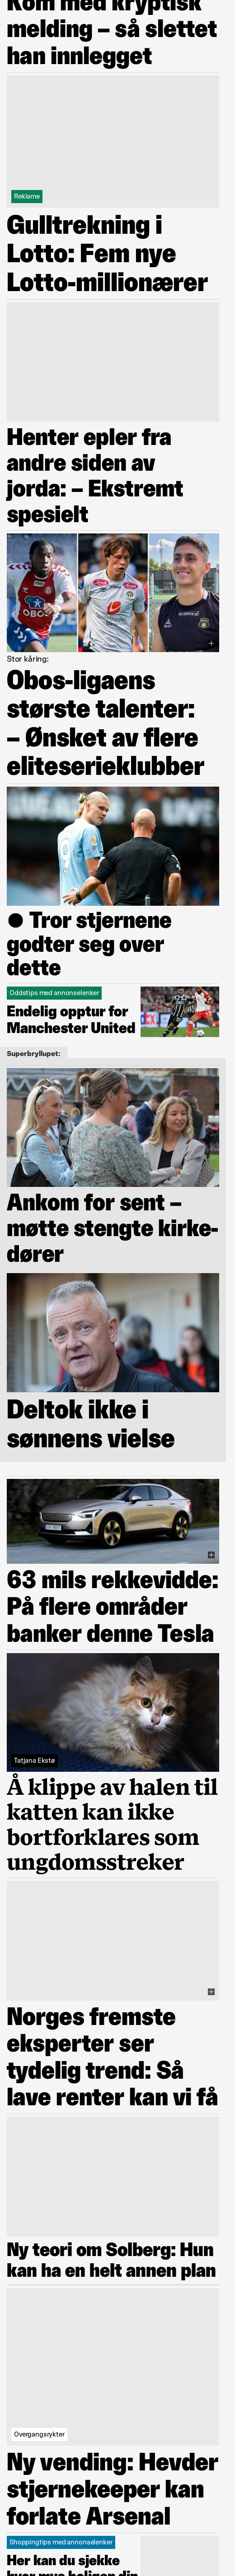 Kom med kryptisk
melding – så slettet
han innlegget
Reklame
Gulltrekning i
Lotto: Fem nye
Lotto-millionærer
Henter epler fra
andre siden av
jorda: – Ekstremt
spesielt
OBOS
Stor kåring:
Obos-ligaens
største talenter:
– Ønsket av flere
eliteserieklubber
● Tror stjernene
godter seg over
dette
Oddstips med annonselenker
Endelig opptur for
Manchester United
Superbryllupet:
Ankom for sent –
møtte stengte kirke-
dører
Deltok ikke i
sønnens vielse
63 mils rekkevidde:
På flere områder
banker denne Tesla
Tatjana Ekstø
Å klippe av halen til
katten kan ikke
bortforklares som
ungdomsstreker
Norges fremste
eksperter ser
tydelig trend: Så
lave renter kan vi få
Ny teori om Solberg: Hun
kan ha en helt annen plan
Overgangsrykter
Ny vending: Hevder
stjernekeeper kan
forlate Arsenal
Shoppingtips med annonselenker
Her kan du sjekke
hvor mye boligen din